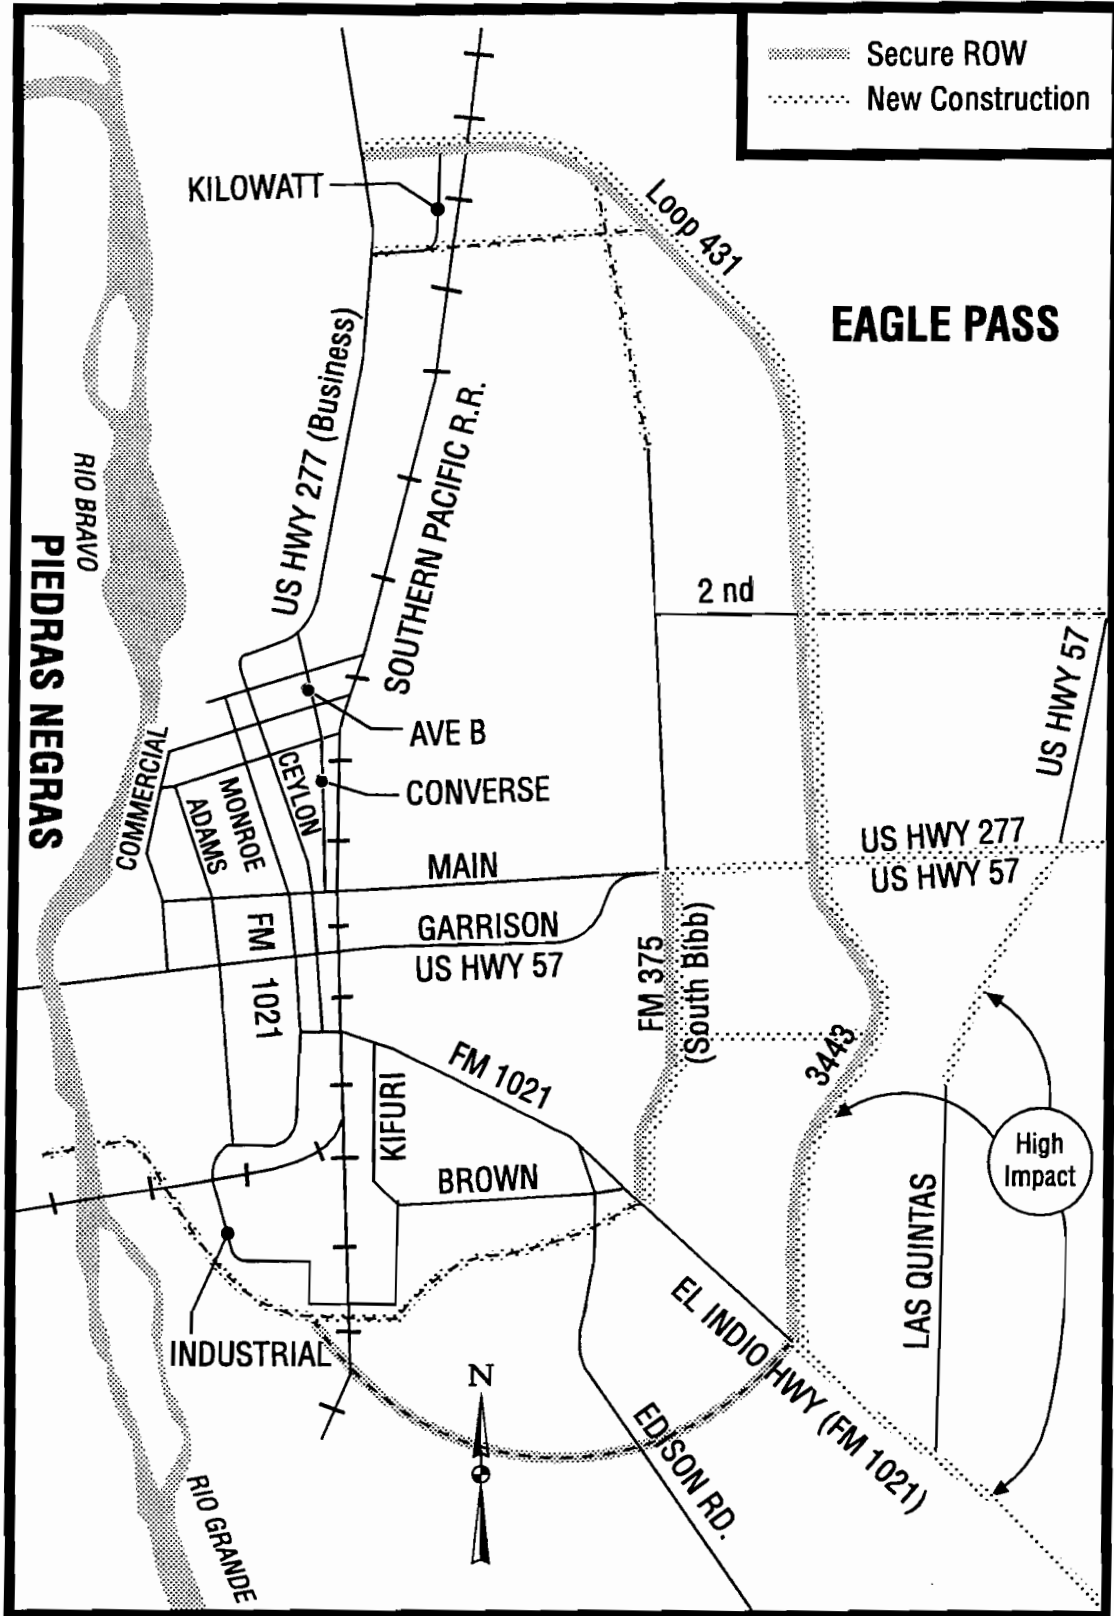 Secure ROW
New Construction
KILOWATT
Loop 431
EAGLE PASS
US HWY 277 (Business)
SOUTHERN PACIFIC R.R.
RIO BRAVO
PIEDRAS NEGRAS
2 nd
US HWY 57
AVE B
CONVERSE
COMMERCIAL
CEYLON
MONROE
ADAMS
MAIN
US HWY 277
US HWY 57
GARRISON
US HWY 57
FM 1021
FM 375
(South Bibb)
3443
FM 1021
KIFURI
BROWN
High
Impact
LAS QUINTAS
INDUSTRIAL
EL INDIO HWY (FM 1021)
N
EDISON RD.
RIO GRANDE